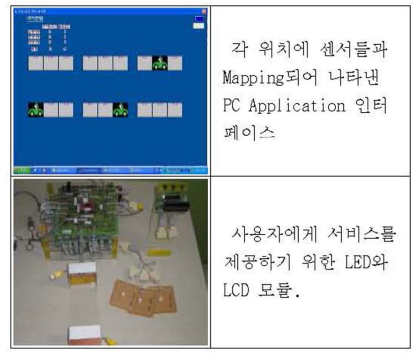 각 위치에 센서들과
Mapping되어 나타낸
PC Application 인터
페이스
사용자에게 서비스를
제공하기 위한 LED와
LCD 모듈.